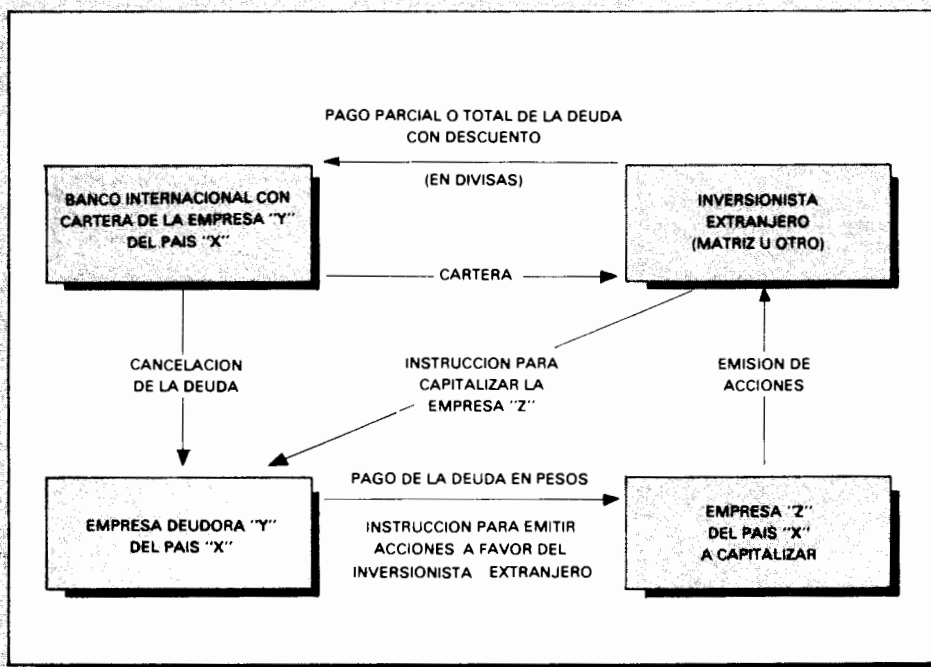 PAGO PARCIAL O TOTAL DE LA DEUDA
CON DESCUENTO
(EN DIVISAS)
BANCO INTERNACIONAL CON
CARTERA DE LA EMPRESA "Y"
DEL PAIS "X"
INVERSIONISTA
EXTRANJERO
(MATRIZ U OTRO)
CARTERA
CANCELACION
DE LA DEUDA
INSTRUCCION PARA
CAPITALIZAR LA
EMPRESA "Z"
EMISION DE
ACCIONES
EMPRESA DEUDORA "Y"
DEL PAIS "X"
PAGO DE LA DEUDA EN PESOS
INSTRUCCION PARA EMITIR
ACCIONES A FAVOR DEL
INVERSIONISTA EXTRANJERO
EMPRESA "Z"
DEL PAIS "X"
A CAPITALIZAR